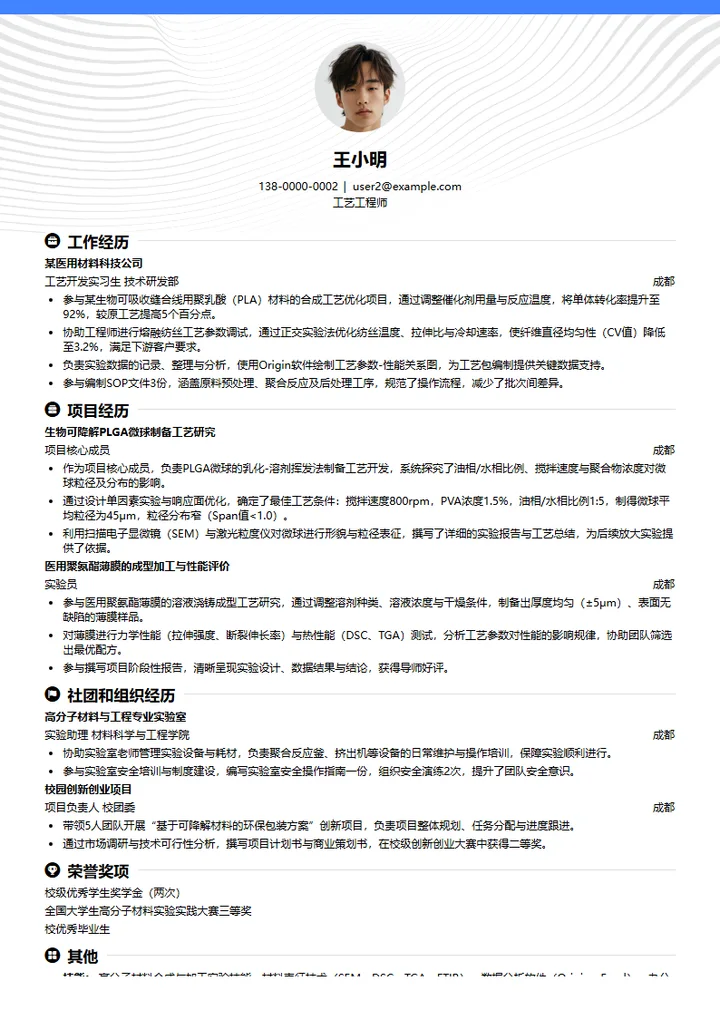 王小明
138-0000-0002 | user2@example.com
工艺工程师
工作经历
某医用材料科技公司
工艺开发实习生 技术研发部 成都
• 参与某生物可吸收缝合线用聚乳酸（PLA）材料的合成工艺优化项目，通过调整催化剂用量与反应温度，将单体转化率提升至
92%，较原工艺提高5个百分点。
• 协助工程师进行熔融纺丝工艺参数调试，通过正交实验法优化纺丝温度、拉伸比与冷却速率，使纤维直径均匀性（CV值）降低
至3.2%，满足下游客户要求。
• 负责实验数据的记录、整理与分析，使用Origin软件绘制工艺参数-性能关系图，为工艺包编制提供关键数据支持。
• 参与编制SOP文件3份，涵盖原料预处理、聚合反应及后处理工序，规范了操作流程，减少了批次间差异。
项目经历
生物可降解PLGA微球制备工艺研究
项目核心成员 成都
• 作为项目核心成员，负责PLGA微球的乳化-溶剂挥发法制备工艺开发，系统探究了油相/水相比例、搅拌速度与聚合物浓度对微
球粒径及分布的影响。
• 通过设计单因素实验与响应面优化，确定了最佳工艺条件：搅拌速度800rpm，PVA浓度1.5%，油相/水相比例1:5，制得微球平
均粒径为45μm，粒径分布窄（Span值<1.0）。
• 利用扫描电子显微镜（SEM）与激光粒度仪对微球进行形貌与粒径表征，撰写了详细的实验报告与工艺总结，为后续放大实验提
供了依据。
医用聚氨酯薄膜的成型加工与性能评价
实验员 成都
• 参与医用聚氨酯薄膜的溶液浇铸成型工艺研究，通过调整溶剂种类、溶液浓度与干燥条件，制备出厚度均匀（±5μm）、表面无
缺陷的薄膜样品。
• 对薄膜进行力学性能（拉伸强度、断裂伸长率）与热性能（DSC、TGA）测试，分析工艺参数对性能的影响规律，协助团队筛选
出最优配方。
• 参与撰写项目阶段性报告，清晰呈现实验设计、数据结果与结论，获得导师好评。
社团和组织经历
高分子材料与工程专业实验室
实验助理 材料科学与工程学院 成都
• 协助实验室老师管理实验设备与耗材，负责聚合反应釜、挤出机等设备的日常维护与操作培训，保障实验顺利进行。
• 参与实验室安全培训与制度建设，编写实验室安全操作指南一份，组织安全演练2次，提升了团队安全意识。
校园创新创业项目
项目负责人 校团委 成都
• 带领5人团队开展“基于可降解材料的环保包装方案”创新项目，负责项目整体规划、任务分配与进度跟进。
• 通过市场调研与技术可行性分析，撰写项目计划书与商业策划书，在校级创新创业大赛中获得二等奖。
荣誉奖项
校级优秀学生奖学金（两次）
全国大学生高分子材料实验实践大赛三等奖
校优秀毕业生
其他